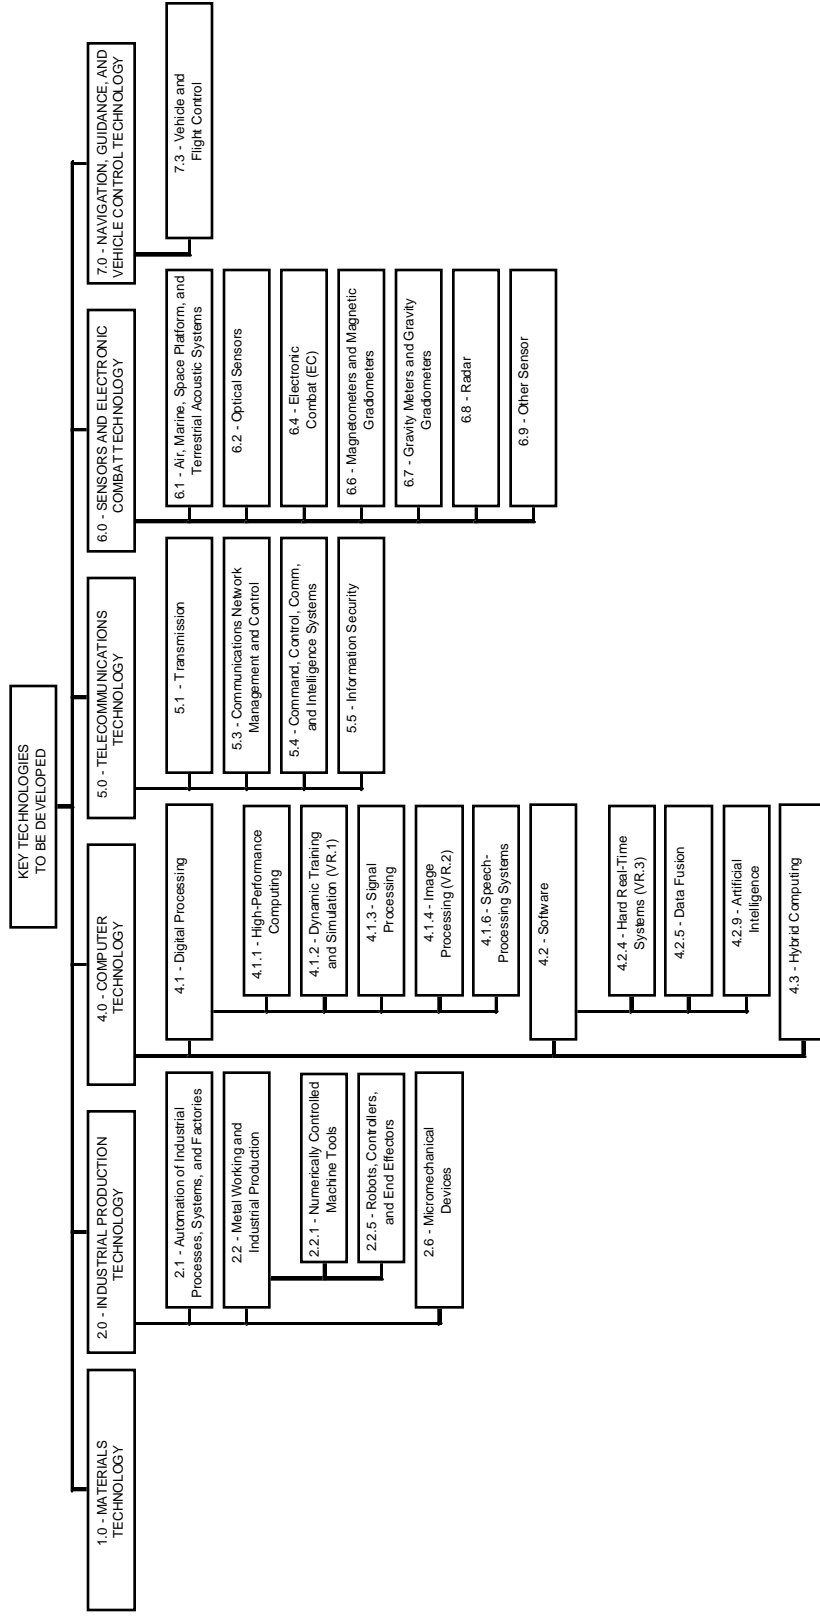 KEY TECHNOLOGIES
TO BE DEVELOPED
1.0 - MATERIALS
TECHNOLOGY
2.0 - INDUSTRIAL PRODUCTION
TECHNOLOGY
2.1 - Automation of Industrial
Processes, Systems, and Factories
2.2 - Metal Working and
Industrial Production
2.2.1 - Numerically Controlled
Machine Tools
2.2.5 - Robots, Controllers,
and End Effectors
2.6 - Micromechanical
Devices
4.0 - COMPUTER
TECHNOLOGY
4.1 - Digital Processing
4.1.1 - High-Performance
Computing
4.1.2 - Dynamic Training
and Simulation (VR.1)
4.1.3 - Signal
Processing
4.1.4 - Image
Processing (VR.2)
4.1.6 - Speech-
Processing Systems
4.2 - Software
4.2.4 - Hard Real-Time
Systems (VR.3)
4.2.5 - Data Fusion
4.2.9 - Artificial
Intelligence
4.3 - Hybrid Computing
5.0 - TELECOMMUNICATIONS
TECHNOLOGY
5.1 - Transmission
5.3 - Communications Network
Management and Control
5.4 - Command, Control, Comm,
and Intelligence Systems
5.5 - Information Security
6.0 - SENSORS AND ELECTRONIC
COMBAT TECHNOLOGY
6.1 - Air, Marine, Space Platform, and
Terrestrial Acoustic Systems
6.2 - Optical Sensors
6.4 - Electronic
Combat (EC)
6.6 - Magnetometers and Magnetic
Gradiometers
6.7 - Gravity Meters and Gravity
Gradiometers
6.8 - Radar
6.9 - Other Sensor
7.0 - NAVIGATION, GUIDANCE, AND
VEHICLE CONTROL TECHNOLOGY
7.3 - Vehicle and
Flight Control